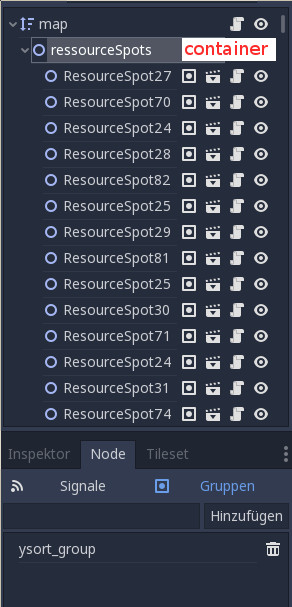 map
ressourceSpots container
ResourceSpot27
ResourceSpot70
ResourceSpot24
ResourceSpot28
ResourceSpot82
ResourceSpot25
ResourceSpot29
ResourceSpot81
ResourceSpot25
ResourceSpot30
ResourceSpot71
ResourceSpot24
ResourceSpot31
ResourceSpot74
Inspektor Node Tileset
Signale Gruppen
Hinzufügen
ysort_group